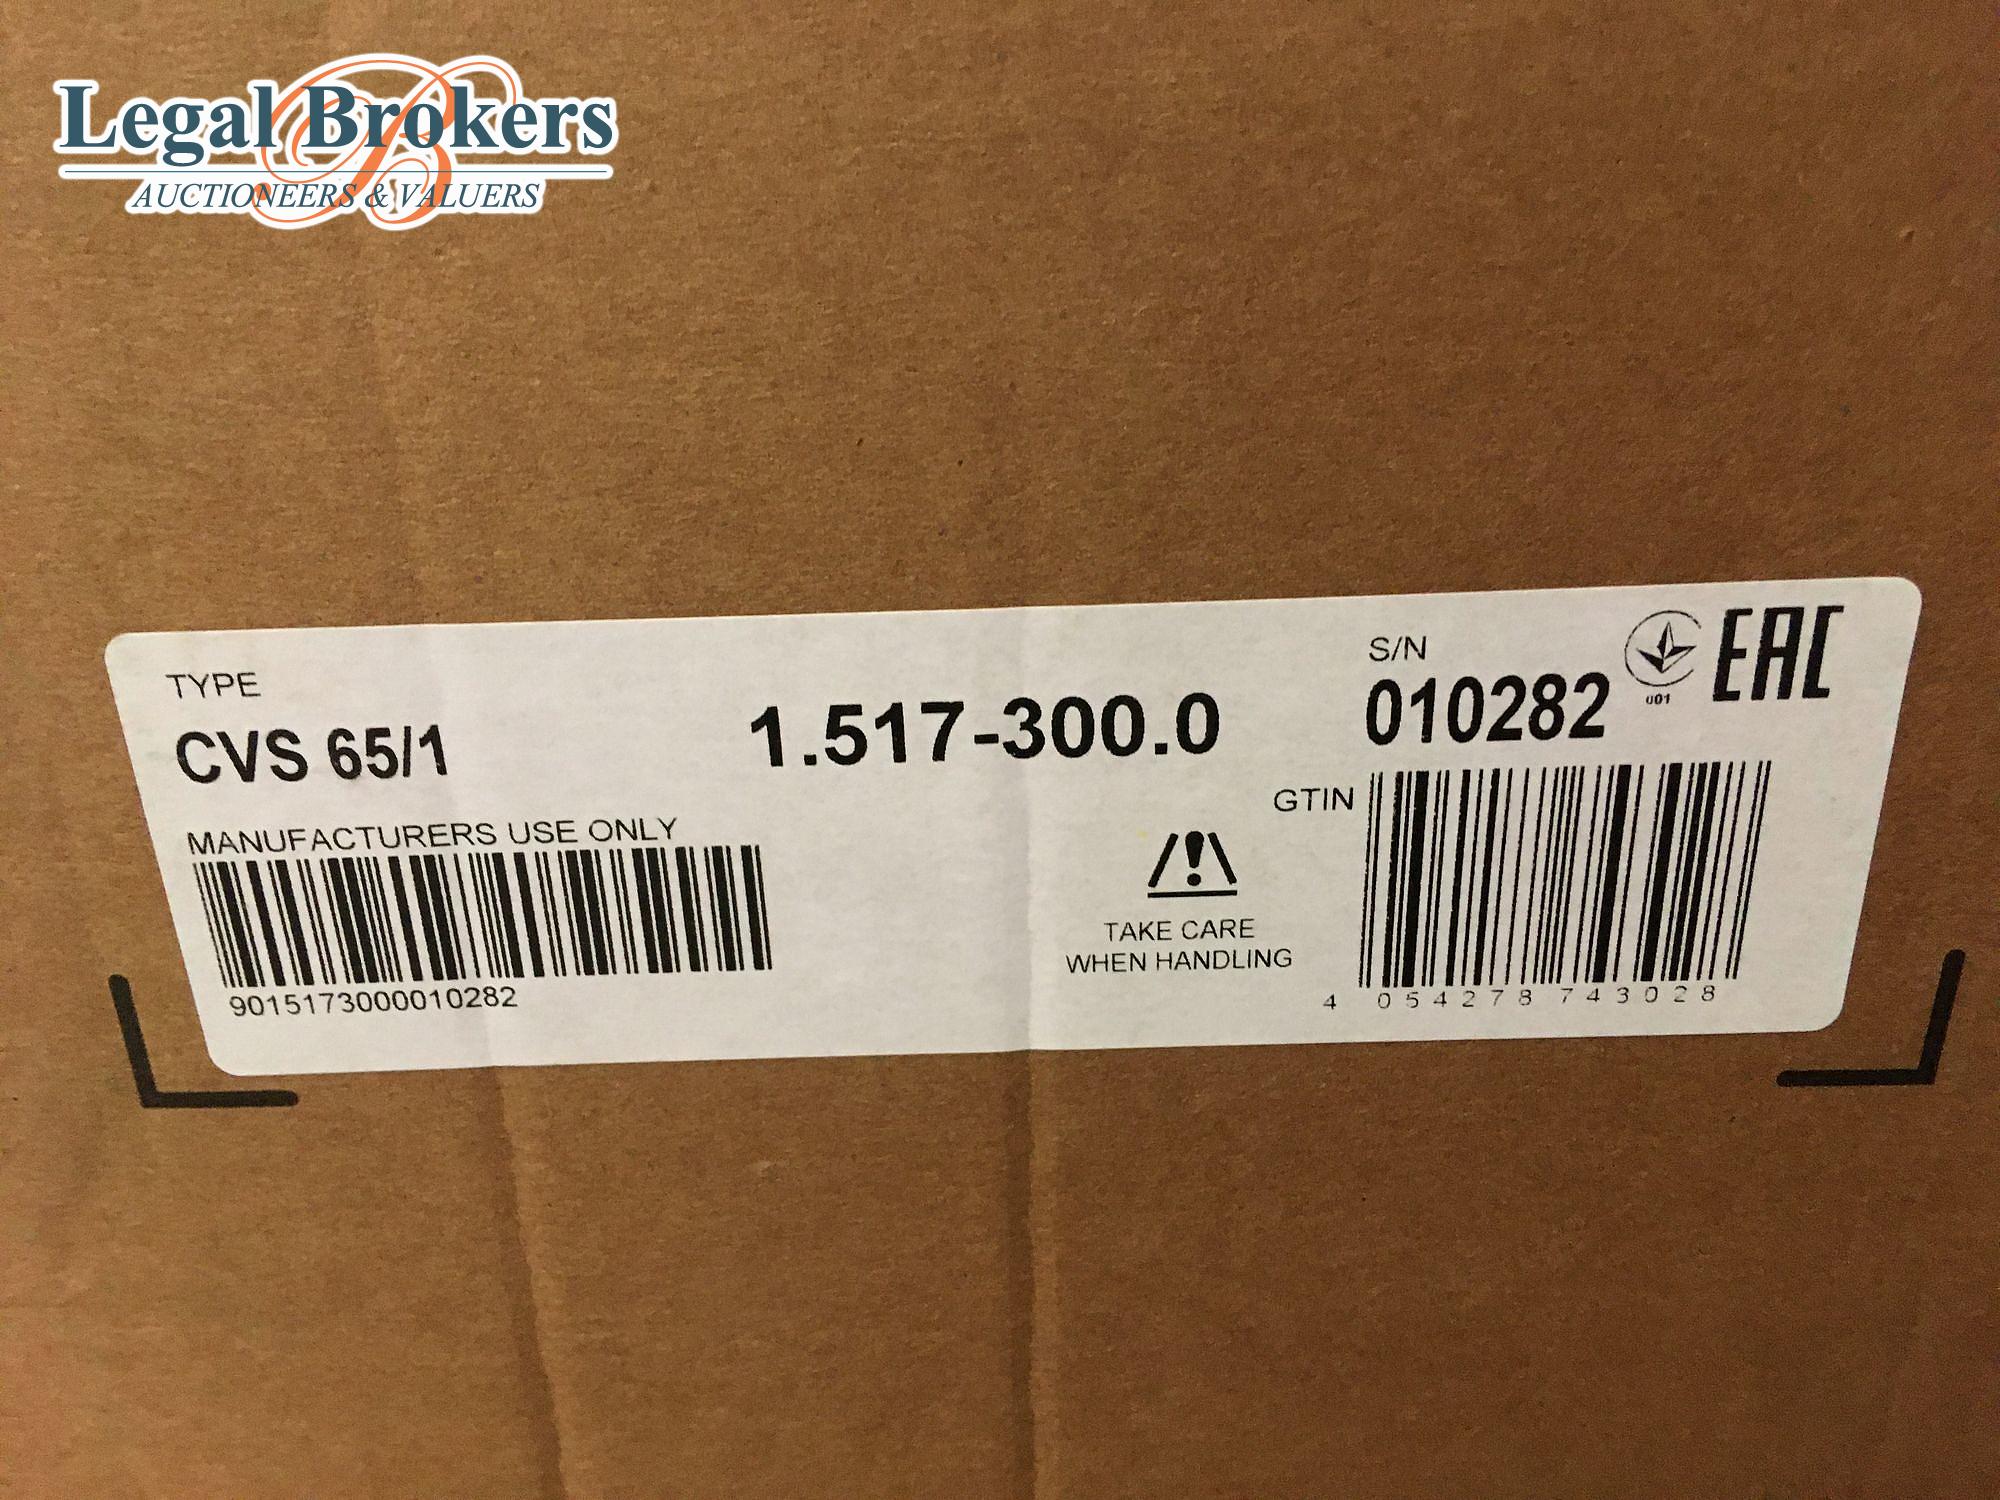 Legal Brokers
AUCTIONEERS & VALUERS
TYPE
CVS 65/1
1.517-300.0
S/N
010282
001
EAC
MANUFACTURERS USE ONLY
9015173000010282
TAKE CARE
WHEN HANDLING
GTIN
4 054278 743028